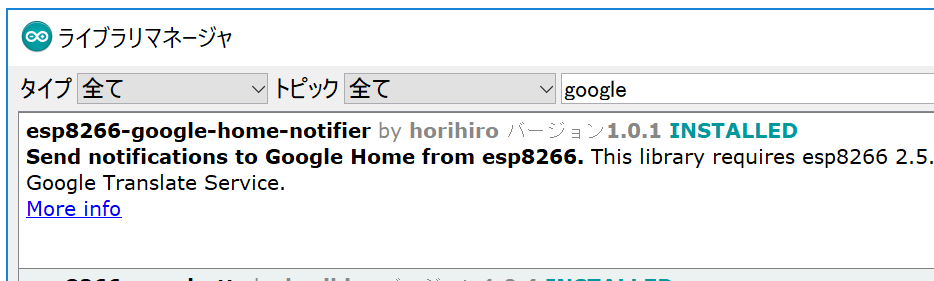 ライブラリマネージャ
タイプ 全て トピック 全て google
esp8266-google-home-notifier by horihiro バージョン1.0.1 INSTALLED
Send notifications to Google Home from esp8266. This library requires esp8266 2.5.
Google Translate Service.
More info